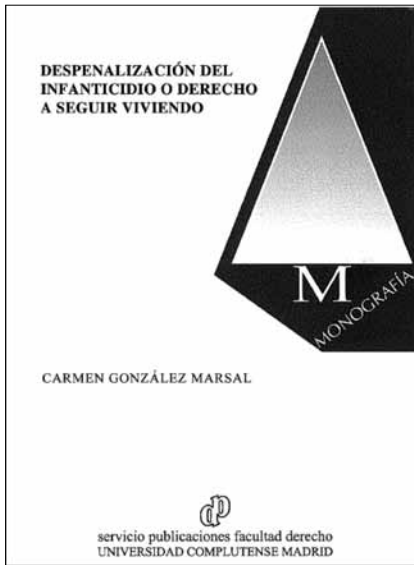 DESPENALIZACIÓN DEL
INFANTICIDIO O DERECHO
A SEGUIR VIVIENDO
M
MONOGRAFÍA
CARMEN GONZÁLEZ MARSAL
servicio publicaciones facultad derecho
UNIVERSIDAD COMPLUTENSE MADRID